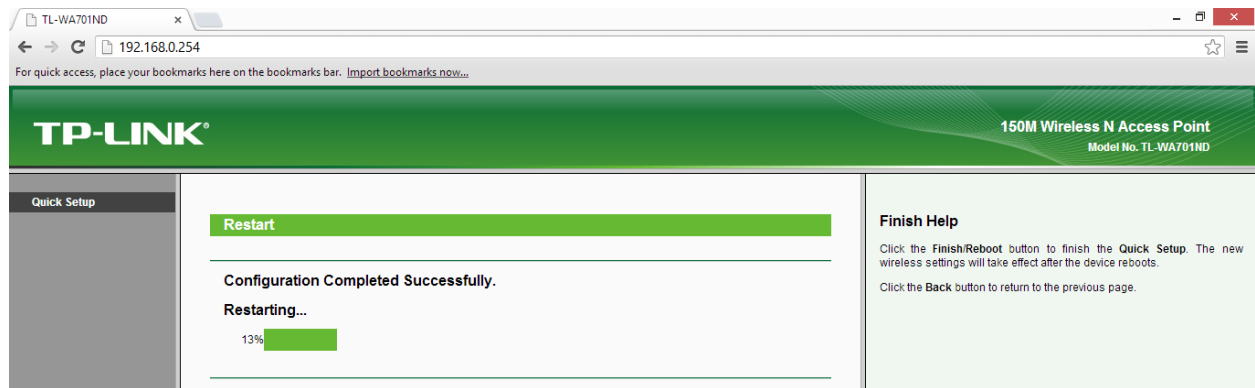 TL-WA701ND
192.168.0.254
For quick access, place your bookmarks here on the bookmarks bar. Import bookmarks now...
TP-LINK®
150M Wireless N Access Point
Model No. TL-WA701ND
Quick Setup
Restart
Configuration Completed Successfully.
Restarting...
13%
Finish Help
Click the Finish/Reboot button to finish the Quick Setup. The new
wireless settings will take effect after the device reboots.
Click the Back button to return to the previous page.